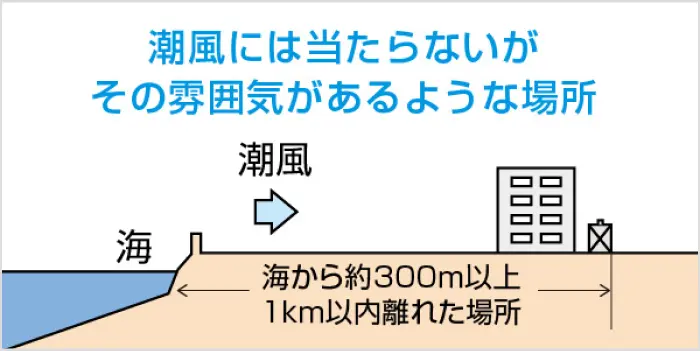 潮風には当たらないが
その雰囲気があるような場所
潮風
海
海から約300m以上
1km以内離れた場所